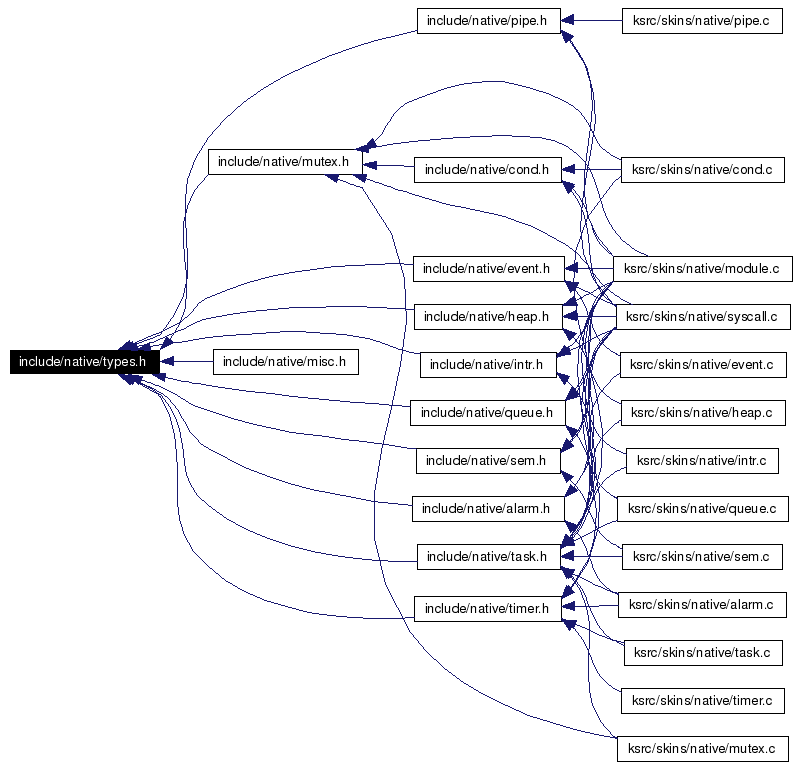 include/native/pipe.h
ksrc/skins/native/pipe.c
include/native/mutex.h
include/native/cond.h
ksrc/skins/native/cond.c
include/native/event.h
ksrc/skins/native/module.c
include/native/heap.h
ksrc/skins/native/syscall.c
include/native/types.h
include/native/misc.h
include/native/intr.h
ksrc/skins/native/event.c
include/native/queue.h
ksrc/skins/native/heap.c
include/native/sem.h
ksrc/skins/native/intr.c
include/native/alarm.h
ksrc/skins/native/queue.c
include/native/task.h
ksrc/skins/native/sem.c
include/native/timer.h
ksrc/skins/native/alarm.c
ksrc/skins/native/task.c
ksrc/skins/native/timer.c
ksrc/skins/native/mutex.c